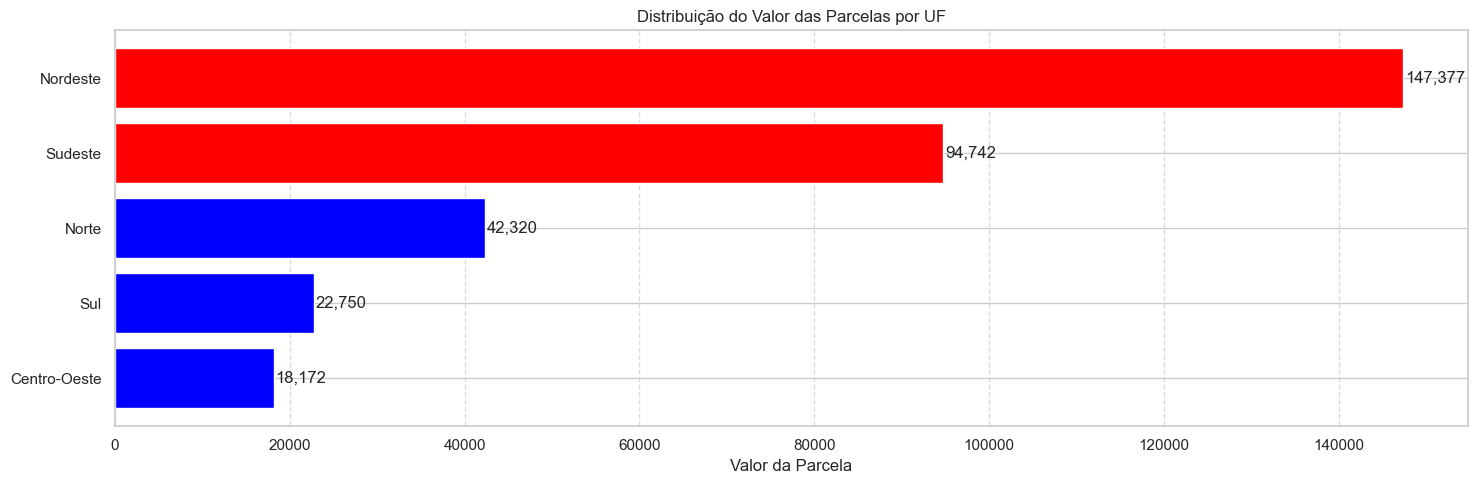 Distribuição do Valor das Parcelas por UF
Nordeste 147,377
Sudeste 94,742
Norte 42,320
Sul 22,750
Centro-Oeste 18,172
0 20000 40000 60000 80000 100000 120000 140000
Valor da Parcela